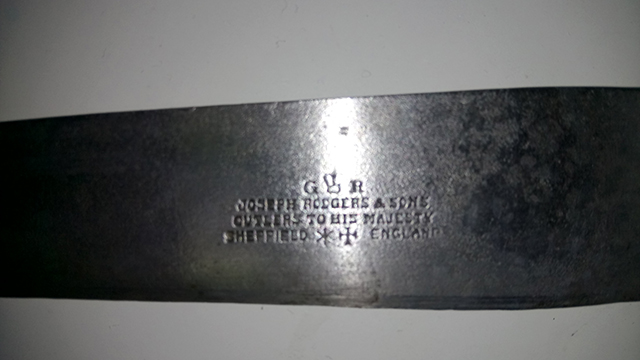 G R
JOSEPH RODGERS & SONS
CUTLERS TO HIS MAJESTY
SHEFFIELD ENGLAND